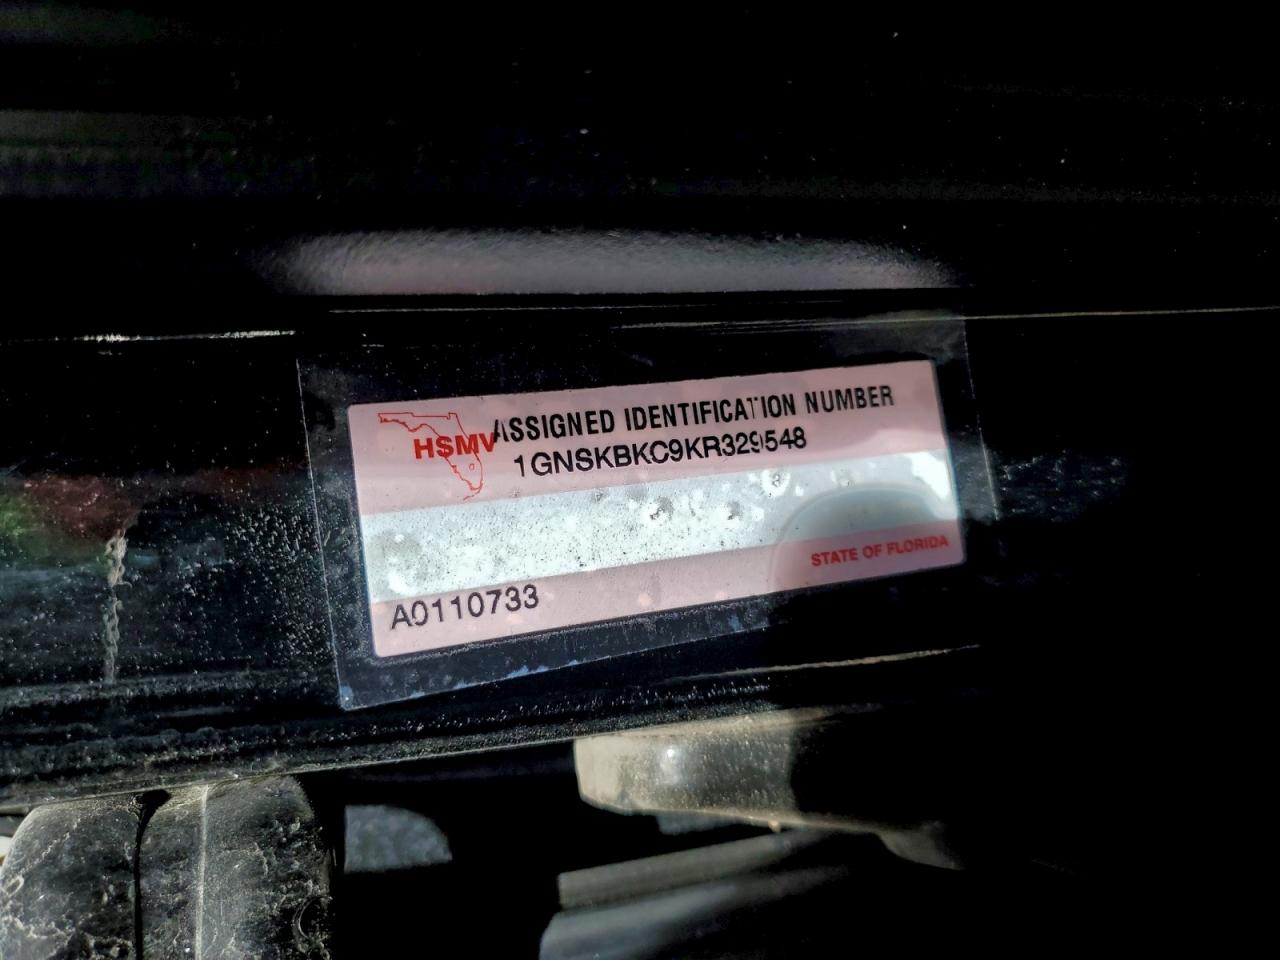 HSMV
ASSIGNED IDENTIFICATION NUMBER
1GNSKBKC9KR329548
STATE OF FLORIDA
A0110733